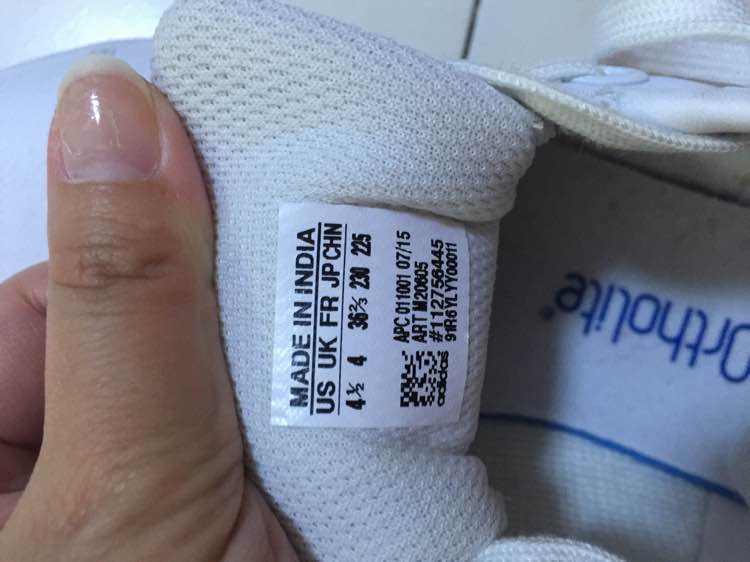 MADE IN INDIA
US UK FR JP CHN
4½ 4 36⅔ 230 225
APC 011001 07/15
ART M20605
#112756445
91R6YLYY00011
adidas
Ortholite®